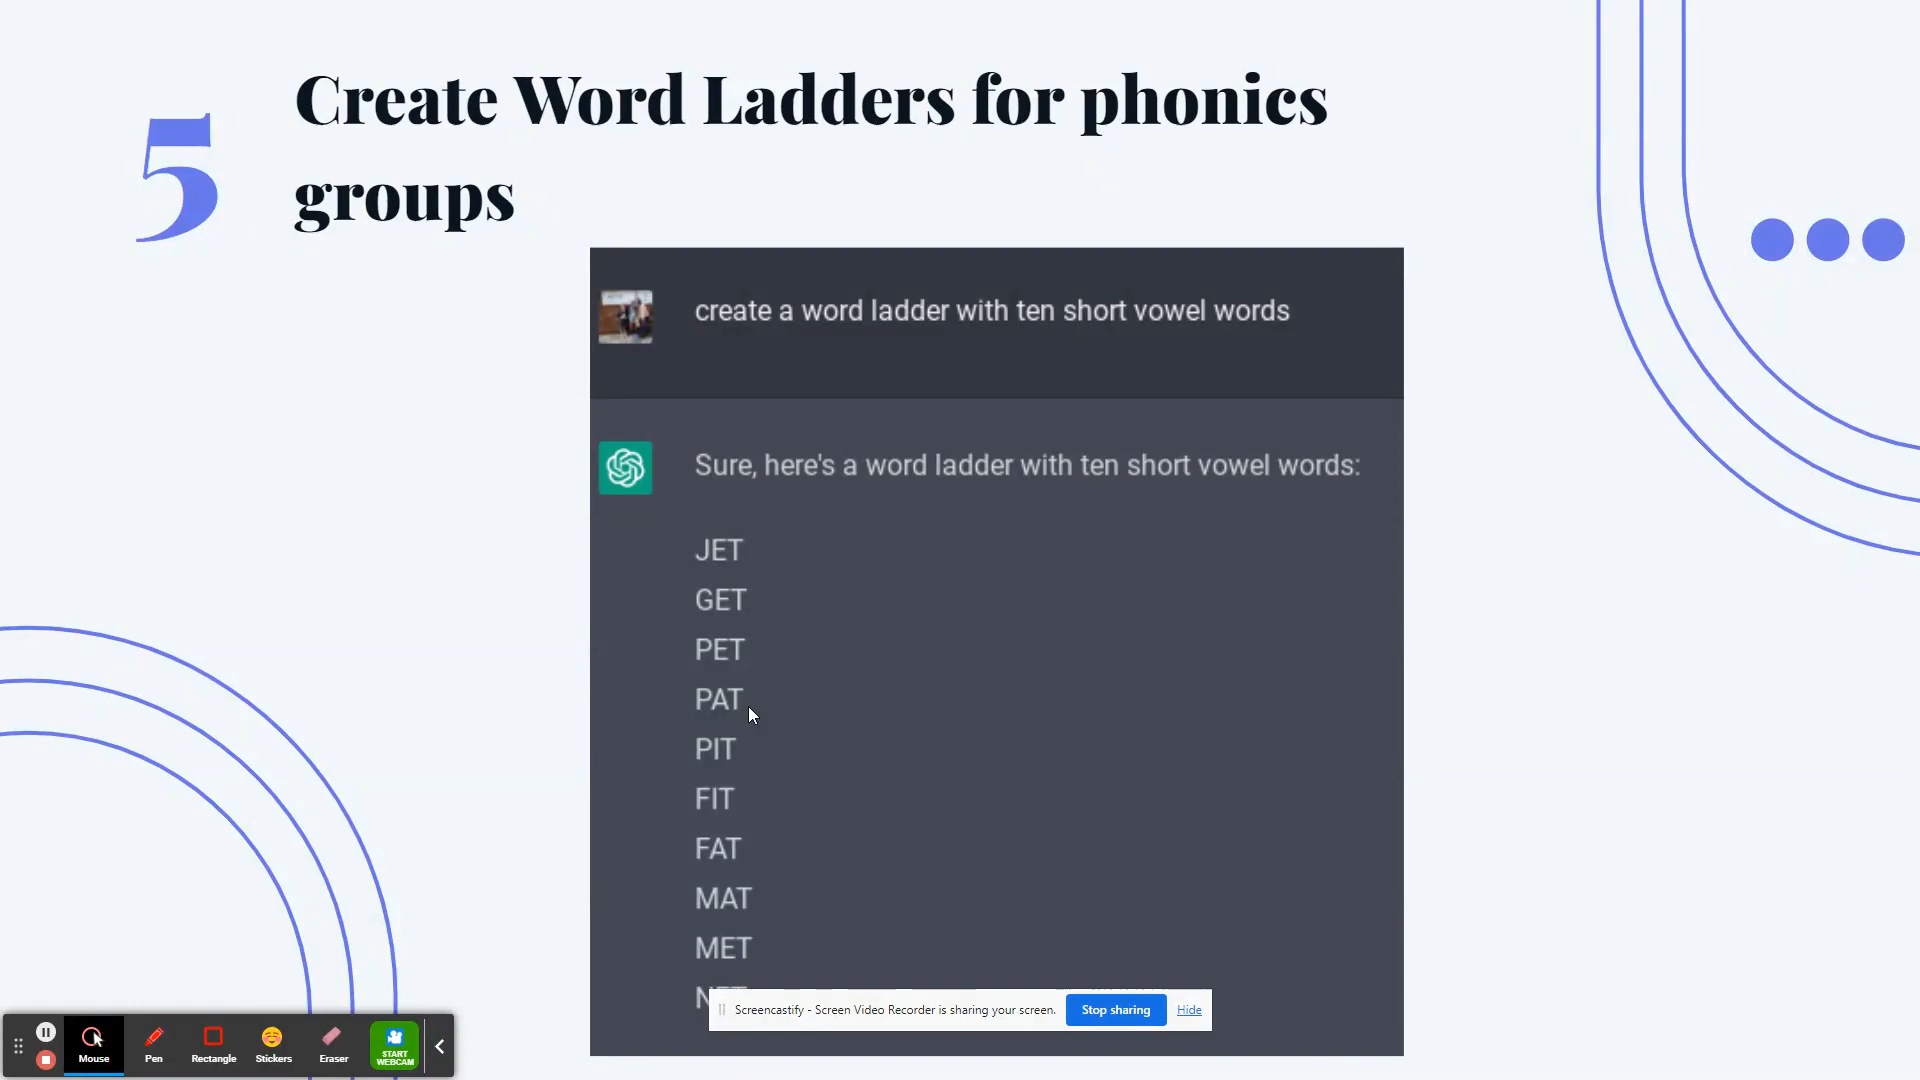 5
Create Word Ladders for phonics
groups
create a word ladder with ten short vowel words
Sure, here's a word ladder with ten short vowel words:
JET
GET
PET
PAT
PIT
FIT
FAT
MAT
MET
Screencastify - Screen Video Recorder is sharing your screen.
Stop sharing
Hide
Mouse
Pen
Rectangle
Stickers
Eraser
START
WEBCAM